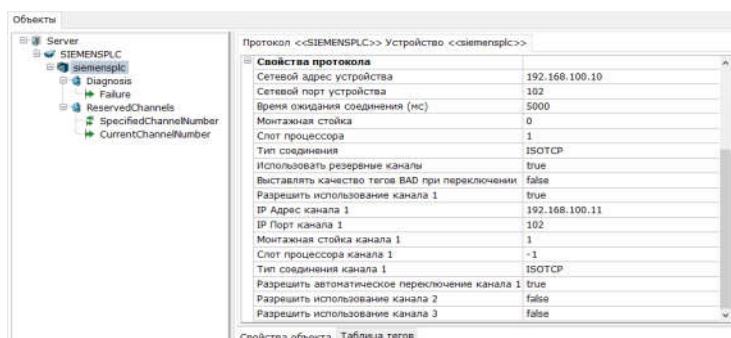 Объекты
Server
SIEMENSPLC
siemensplc
Diagnosis
Failure
ReservedChannels
SpecifiedChannelNumber
CurrentChannelNumber
Протокол <<SIEMENSPLC>> Устройство <<siemensplc>>
Свойства протокола
Сетевой адрес устройства 192.168.100.10
Сетевой порт устройства 102
Время ожидания соединения (мс) 5000
Монтажная стойка 0
Слот процессора 1
Тип соединения ISOTCP
Использовать резервные каналы true
Выставлять качество тегов BAD при переключении false
Разрешить использование канала 1 true
IP Адрес канала 1 192.168.100.11
IP Порт канала 1 102
Монтажная стойка канала 1 1
Слот процессора канала 1 -1
Тип соединения канала 1 ISOTCP
Разрешить автоматическое переключение канала 1 true
Разрешить использование канала 2 false
Разрешить использование канала 3 false
Свойства объекта Таблица тегов